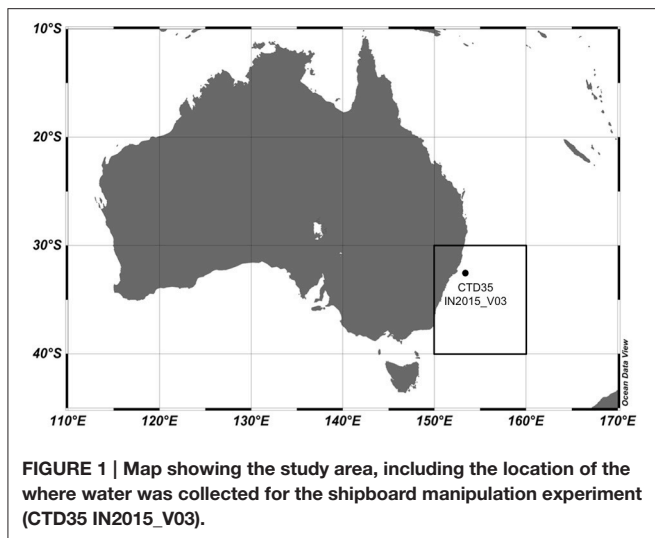 10°S
20°S
30°S
CTD35
IN2015_V03
40°S
Ocean Data View
110°E 120°E 130°E 140°E 150°E 160°E 170°E
FIGURE 1 | Map showing the study area, including the location of the
where water was collected for the shipboard manipulation experiment
(CTD35 IN2015_V03).